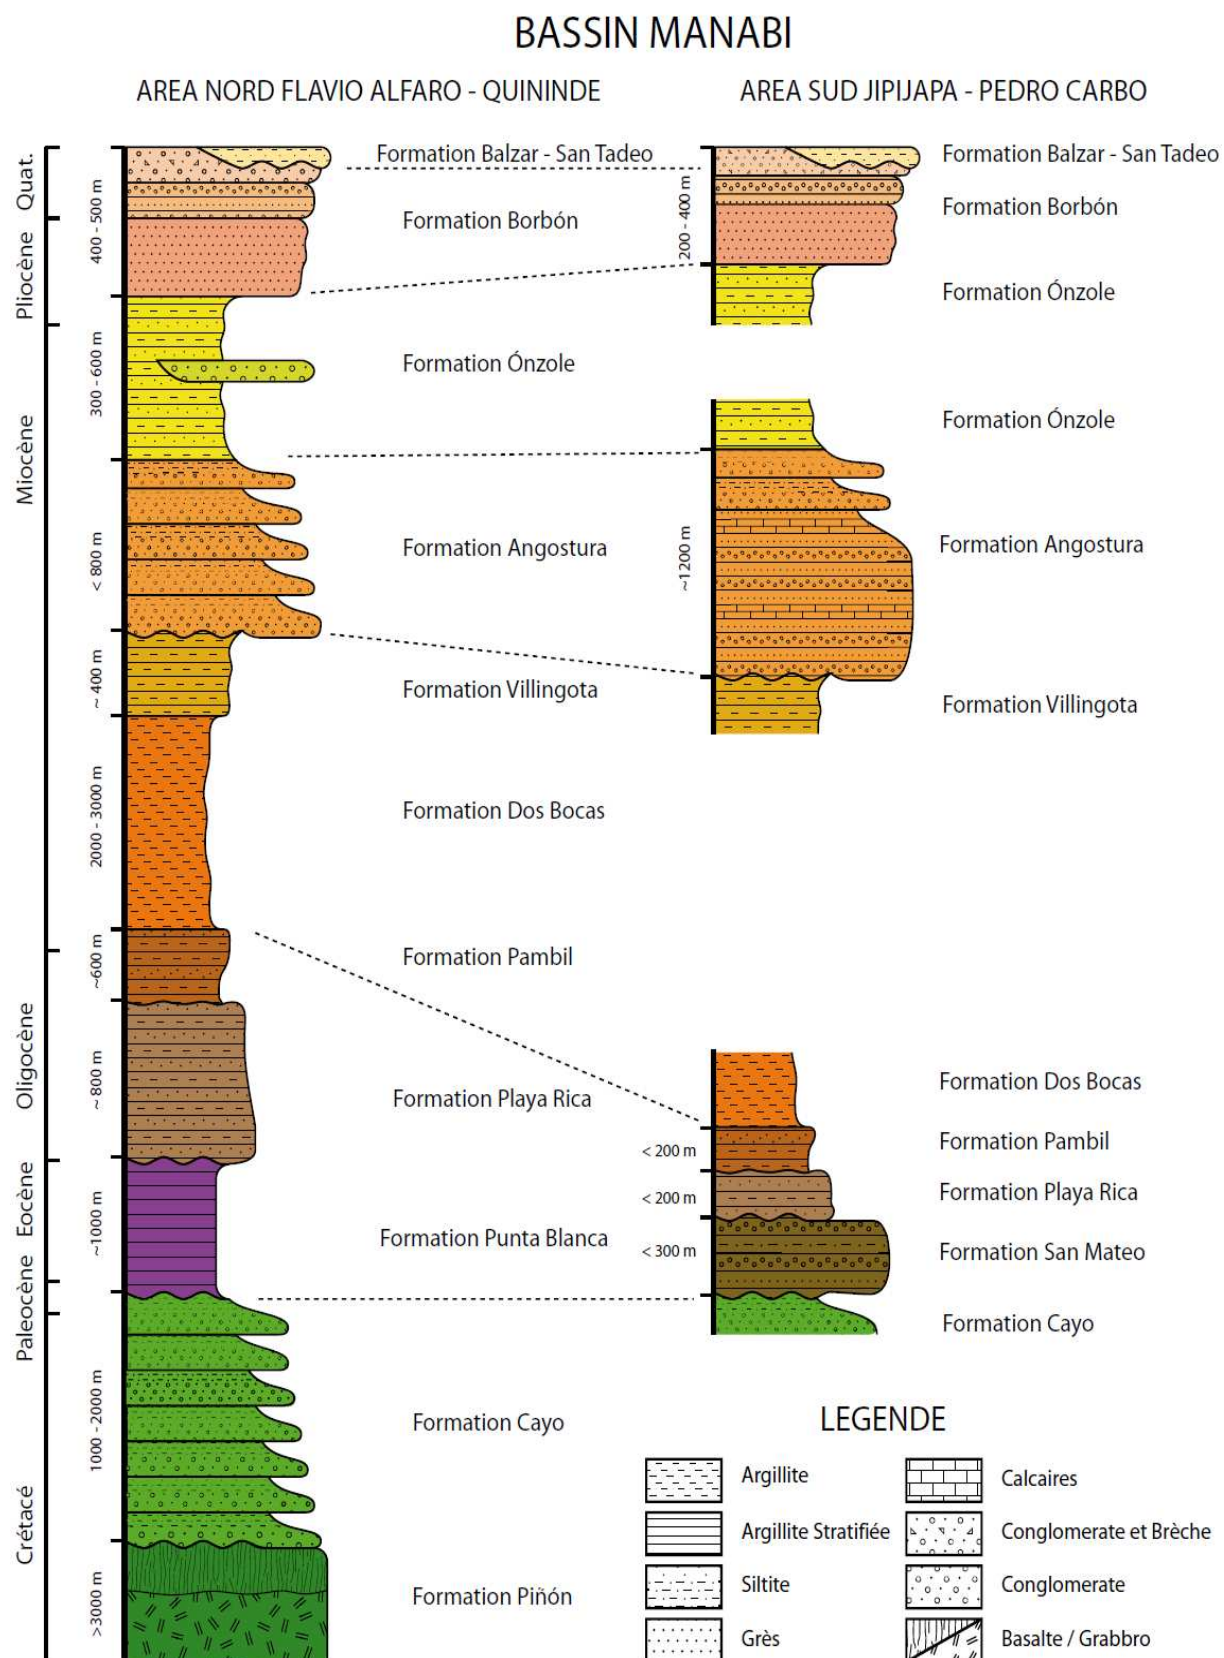 BASSIN MANABI
AREA NORD FLAVIO ALFARO - QUININDE
AREA SUD JIPIJAPA - PEDRO CARBO
Quat.
Pliocène
Miocène
Oligocène
Eocène
Paleocène
Crétacé
400 - 500 m
300 - 600 m
< 800 m
~ 400 m
2000 - 3000 m
~600 m
~800 m
~1000 m
1000 - 2000 m
>3000 m
Formation Balzar - San Tadeo
Formation Borbón
Formation Ónzole
Formation Angostura
Formation Villingota
Formation Dos Bocas
Formation Pambil
Formation Playa Rica
Formation Punta Blanca
Formation Cayo
Formation Piñón
200 - 400 m
~1200 m
< 200 m
< 200 m
< 300 m
Formation Balzar - San Tadeo
Formation Borbón
Formation Ónzole
Formation Ónzole
Formation Angostura
Formation Villingota
Formation Dos Bocas
Formation Pambil
Formation Playa Rica
Formation San Mateo
Formation Cayo
LEGENDE
Argillite
Argillite Stratifiée
Siltite
Grès
Calcaires
Conglomerate et Brèche
Conglomerate
Basalte / Grabbro